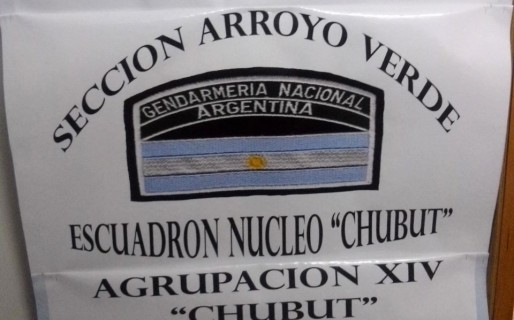 SECCION ARROYO VERDE
GENDARMERIA NACIONAL
ARGENTINA
ESCUADRON NUCLEO “CHUBUT”
AGRUPACION XIV
“CHUBUT”